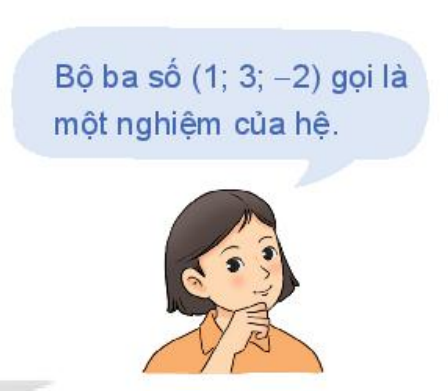 Bộ ba số (1; 3; −2) gọi là
một nghiệm của hệ.